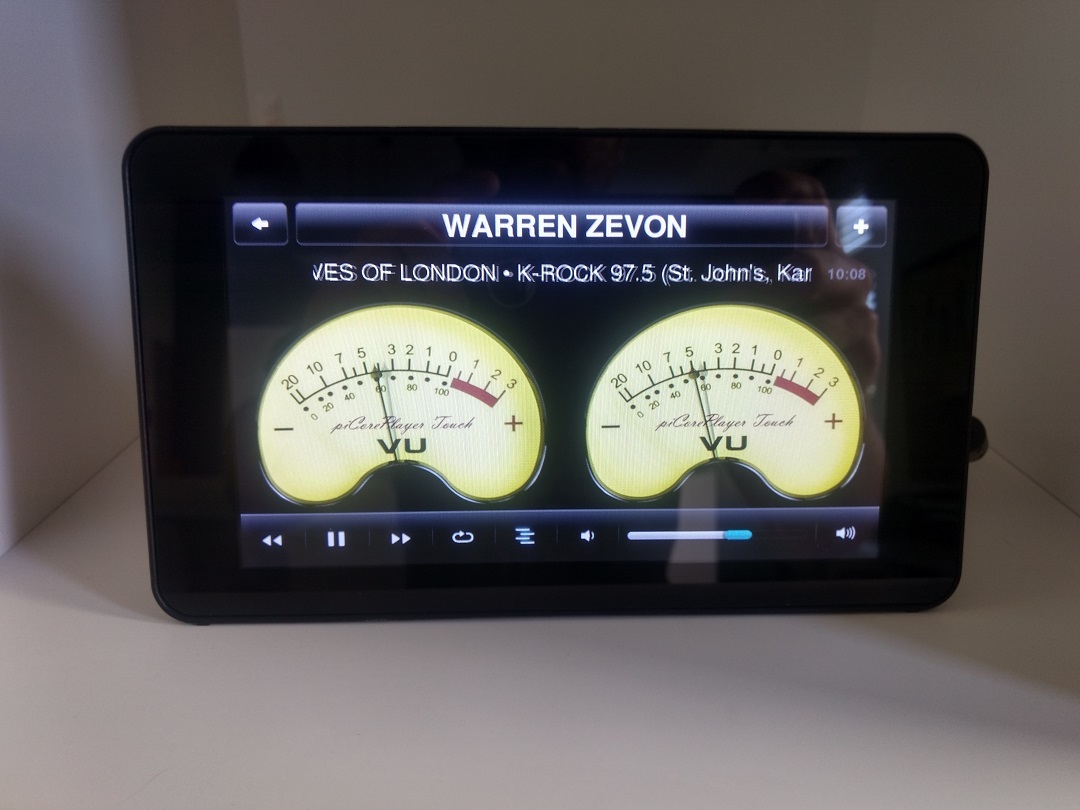 WARREN ZEVON
VES OF LONDON • K-ROCK 97.5 (St. John's, Kar
10:08
20 10 7 5 3 2 1 0 1 2 3
0 20 40 60 80 100
− +
piCorePlayer Touch
VU
20 10 7 5 3 2 1 0 1 2 3
0 20 40 60 80 100
− +
piCorePlayer Touch
VU